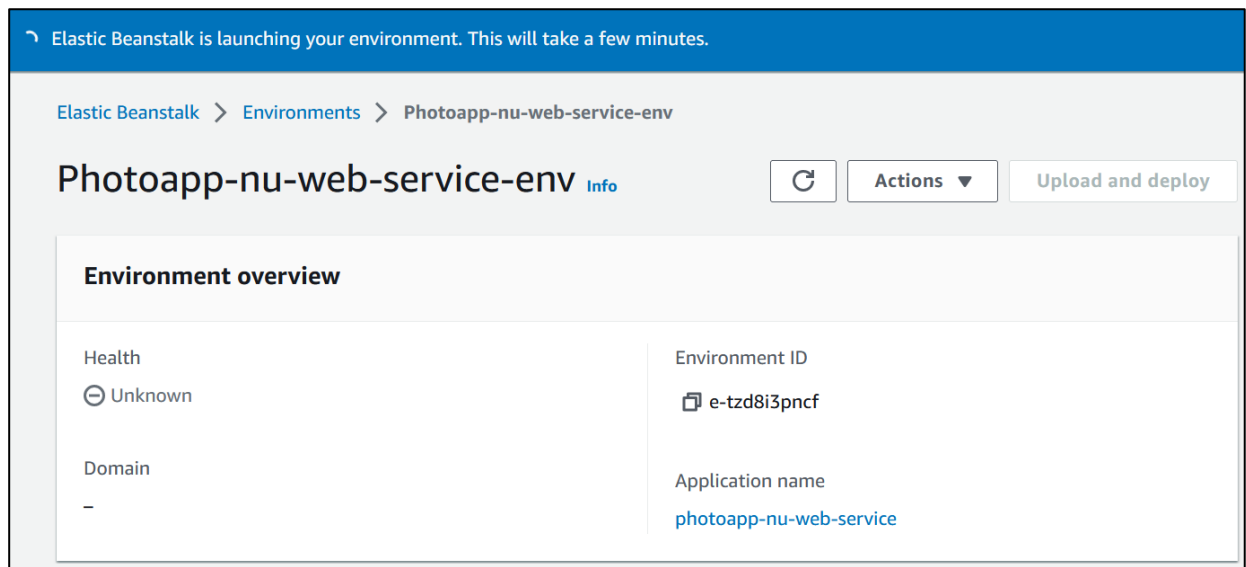 Elastic Beanstalk is launching your environment. This will take a few minutes.
Elastic Beanstalk > Environments > Photoapp-nu-web-service-env
Photoapp-nu-web-service-env Info
Actions
Upload and deploy
Environment overview
Health
Unknown
Domain
–
Environment ID
e-tzd8i3pncf
Application name
photoapp-nu-web-service